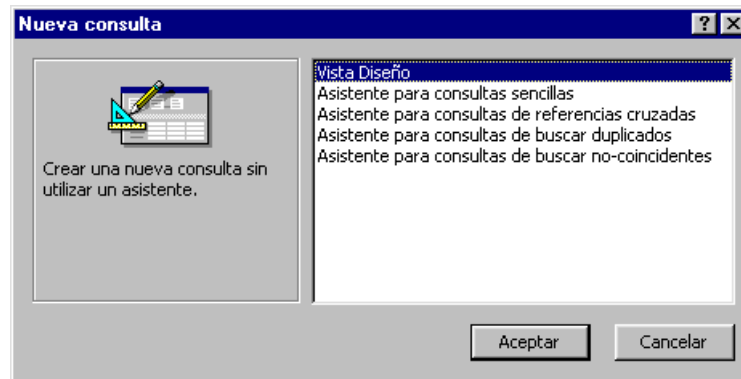 Nueva consulta
Vista Diseño
Asistente para consultas sencillas
Asistente para consultas de referencias cruzadas
Asistente para consultas de buscar duplicados
Asistente para consultas de buscar no-coincidentes
Crear una nueva consulta sin
utilizar un asistente.
Aceptar
Cancelar